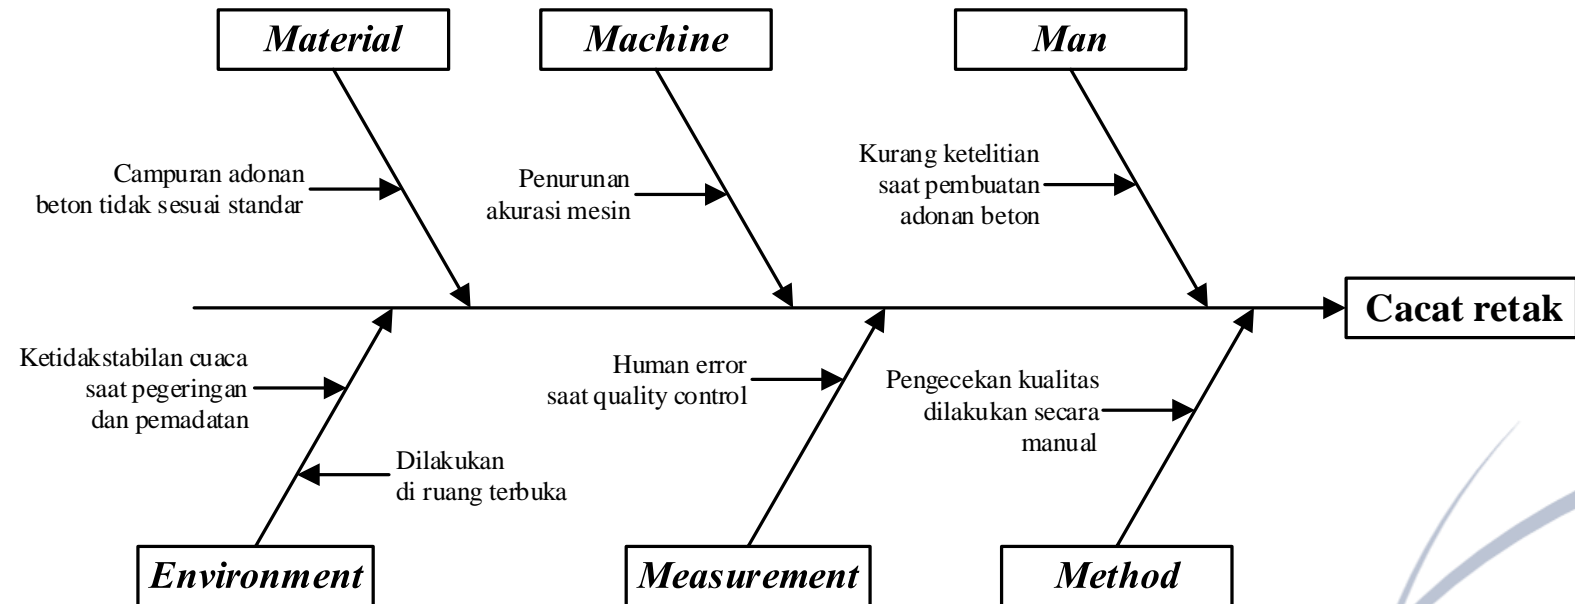 Material
Machine
Man
Campuran adonan
beton tidak sesuai standar
Penurunan
akurasi mesin
Kurang ketelitian
saat pembuatan
adonan beton
Cacat retak
Ketidakstabilan cuaca
saat pegeringan
dan pemadatan
Dilakukan
di ruang terbuka
Human error
saat quality control
Pengecekan kualitas
dilakukan secara
manual
Environment
Measurement
Method